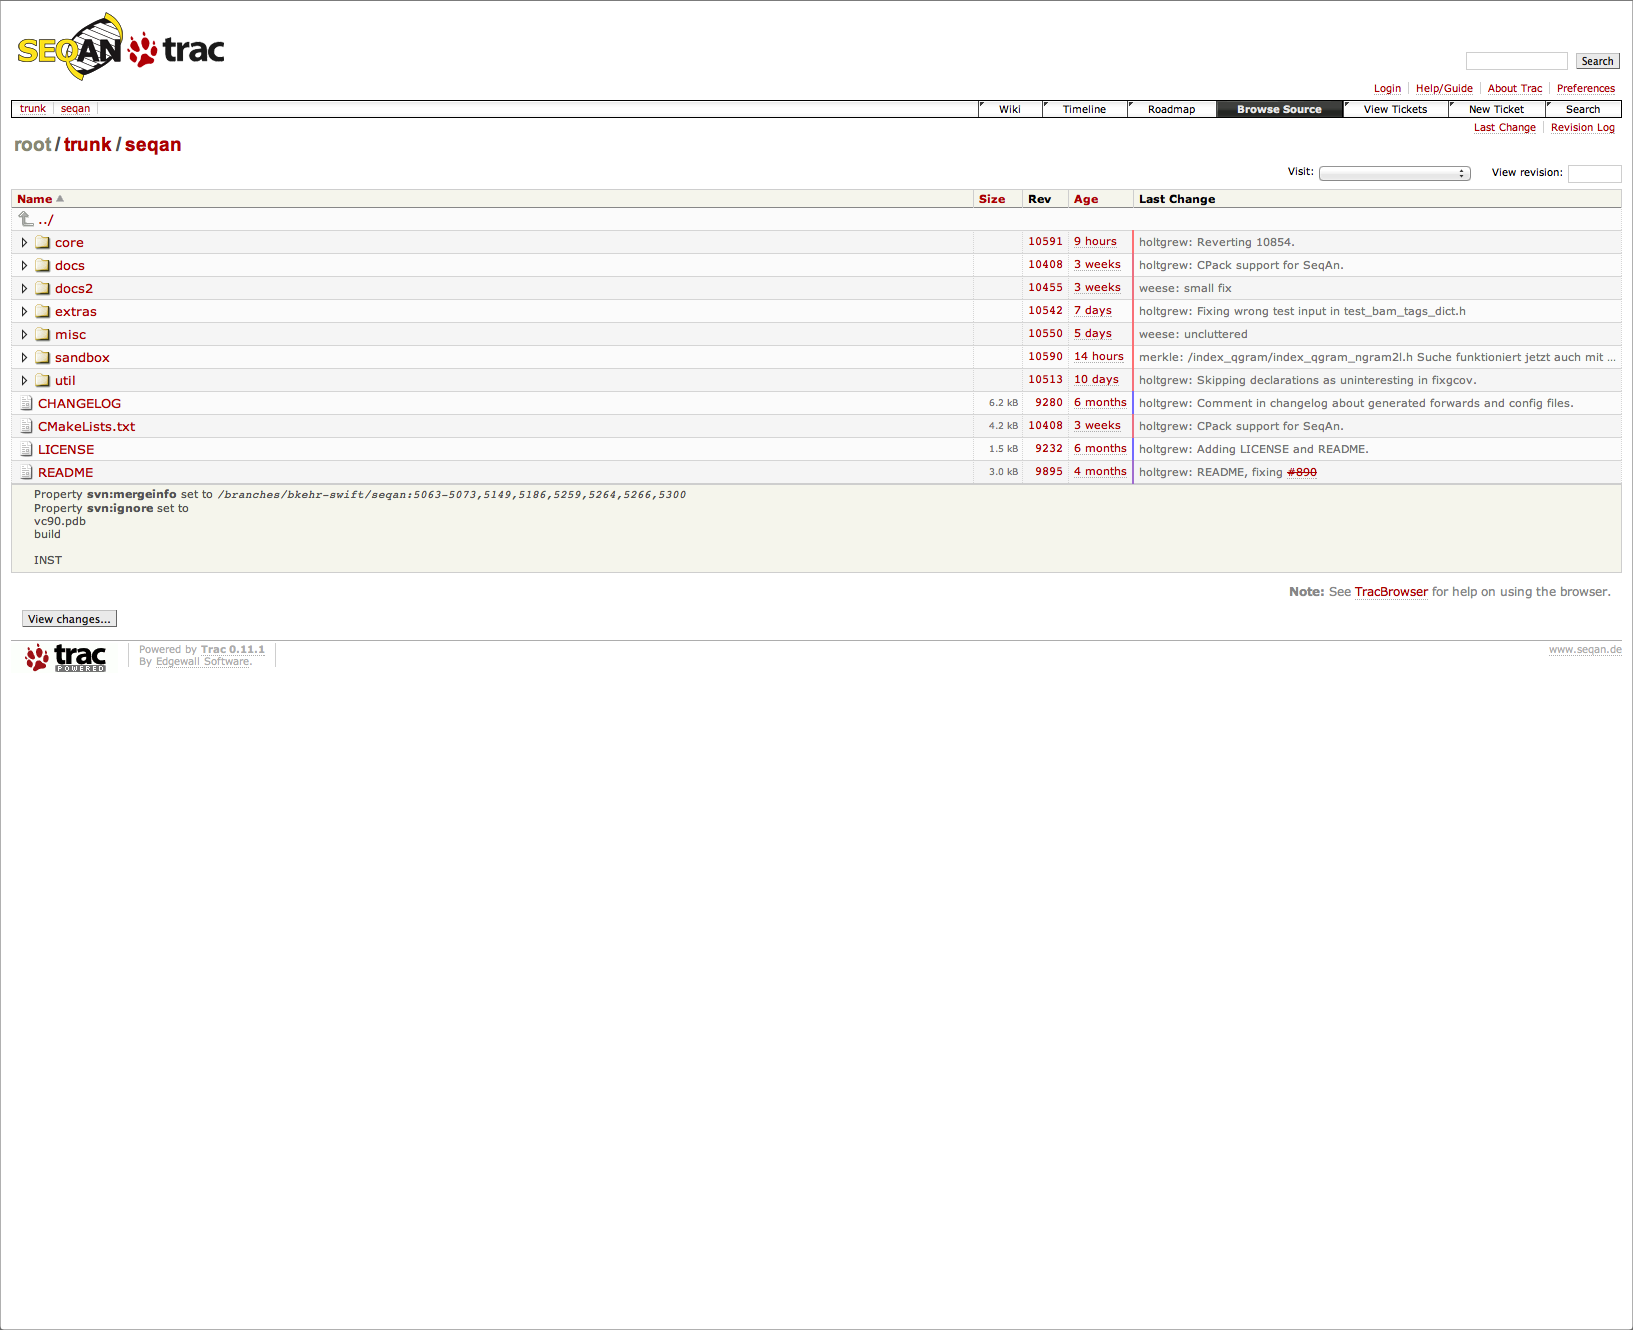 SEQAN trac
Search
Login Help/Guide About Trac Preferences
trunk seqan Wiki Timeline Roadmap Browse Source View Tickets New Ticket Search
Last Change Revision Log
root / trunk / seqan
Visit: View revision:
Name Size Rev Age Last Change
../
core 10591 9 hours holtgrew: Reverting 10854.
docs 10408 3 weeks holtgrew: CPack support for SeqAn.
docs2 10455 3 weeks weese: small fix
extras 10542 7 days holtgrew: Fixing wrong test input in test_bam_tags_dict.h
misc 10550 5 days weese: uncluttered
sandbox 10590 14 hours merkle: /index_qgram/index_qgram_ngram2l.h Suche funktioniert jetzt auch mit ...
util 10513 10 days holtgrew: Skipping declarations as uninteresting in fixgcov.
CHANGELOG 6.2 kB 9280 6 months holtgrew: Comment in changelog about generated forwards and config files.
CMakeLists.txt 4.2 kB 10408 3 weeks holtgrew: CPack support for SeqAn.
LICENSE 1.5 kB 9232 6 months holtgrew: Adding LICENSE and README.
README 3.0 kB 9895 4 months holtgrew: README, fixing #890
Property svn:mergeinfo set to /branches/bkehr-swift/seqan:5063-5073,5149,5186,5259,5264,5266,5300
Property svn:ignore set to
vc90.pdb
build
INST
Note: See TracBrowser for help on using the browser.
View changes...
trac POWERED
Powered by Trac 0.11.1
By Edgewall Software.
www.seqan.de